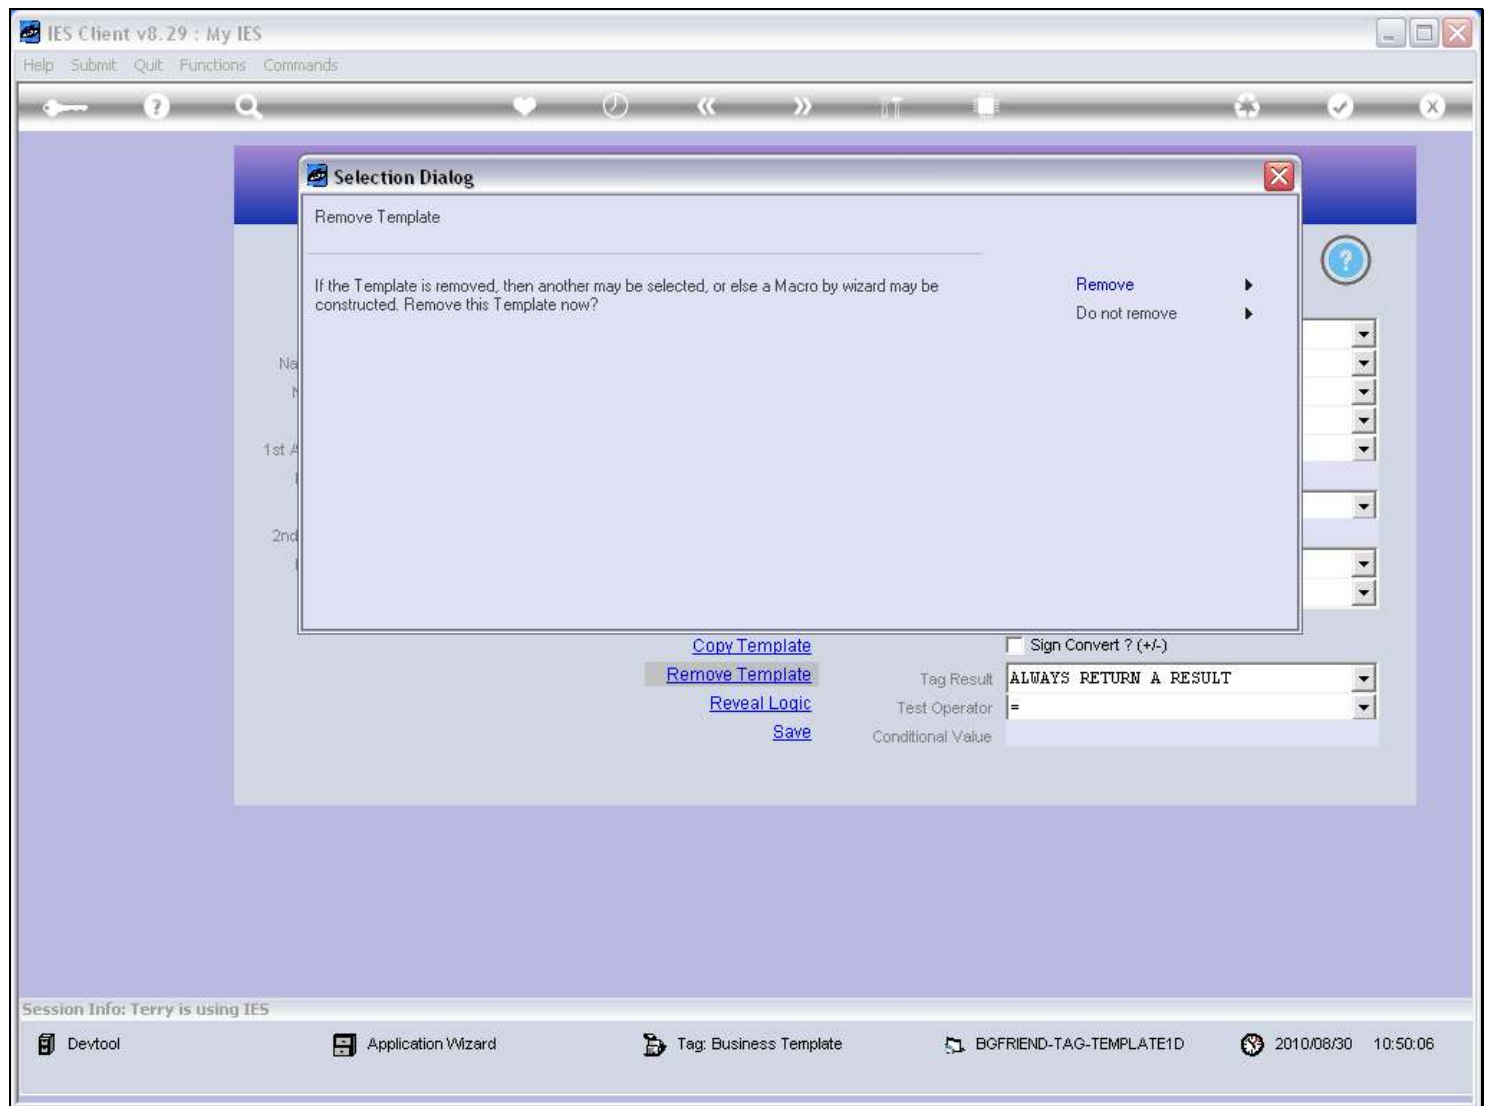 IES Client v8.29 : My IES
Help Submit Quit Functions Commands
Selection Dialog
Remove Template
If the Template is removed, then another may be selected, or else a Macro by wizard may be
constructed. Remove this Template now?
Remove
Do not remove
Na
1st A
2nd
Copy Template
Sign Convert ? (+/-)
Remove Template
Tag Result ALWAYS RETURN A RESULT
Reveal Logic
Test Operator =
Save
Conditional Value
Session Info: Terry is using IES
Devtool Application Wizard Tag: Business Template BGFRIEND-TAG-TEMPLATE1D 2010/08/30 10:50:06